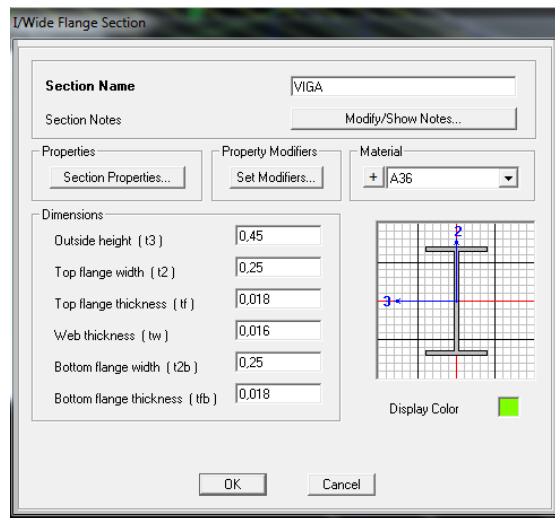 I/Wide Flange Section
Section Name VIGA
Section Notes Modify/Show Notes...
Properties Property Modifiers Material
Section Properties... Set Modifiers... + A36
Dimensions
Outside height ( t3 ) 0,45
Top flange width ( t2 ) 0,25
Top flange thickness ( tf ) 0,018
Web thickness ( tw ) 0,016
Bottom flange width ( t2b ) 0,25
Bottom flange thickness ( tfb ) 0,018
2
3
Display Color
OK Cancel